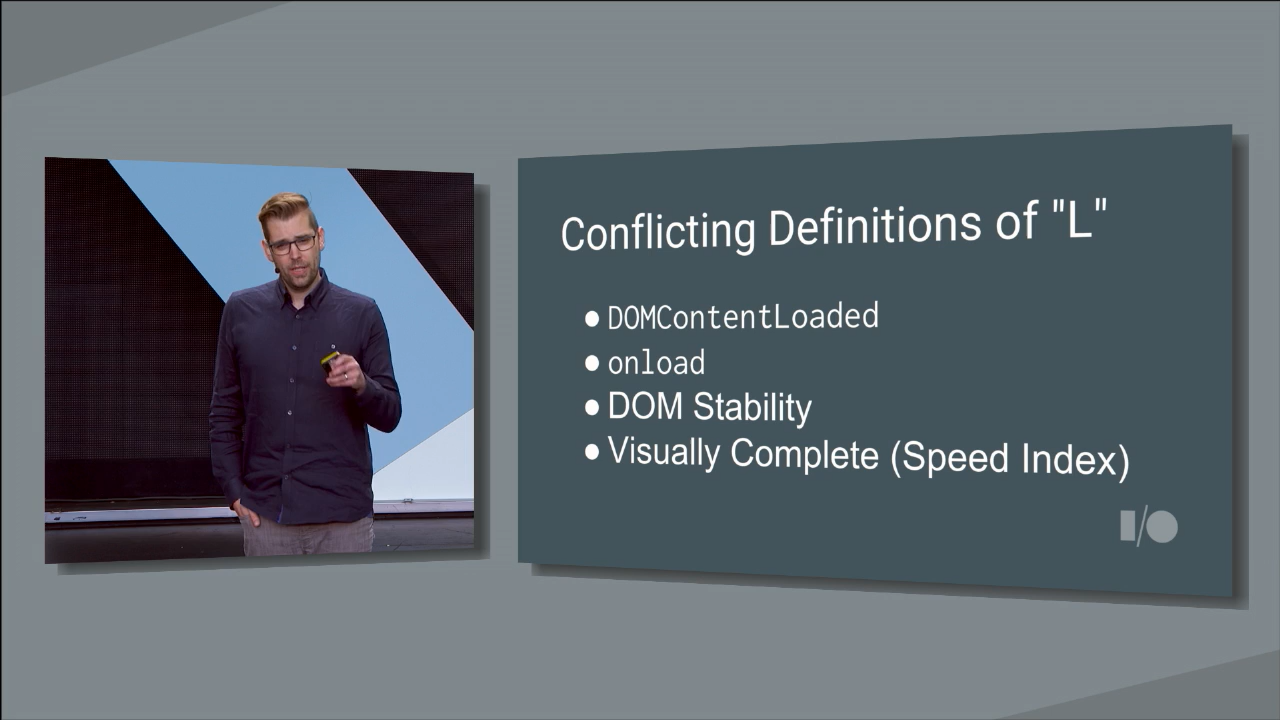 Conflicting Definitions of "L"
● DOMContentLoaded
● onload
● DOM Stability
● Visually Complete (Speed Index)
I/O